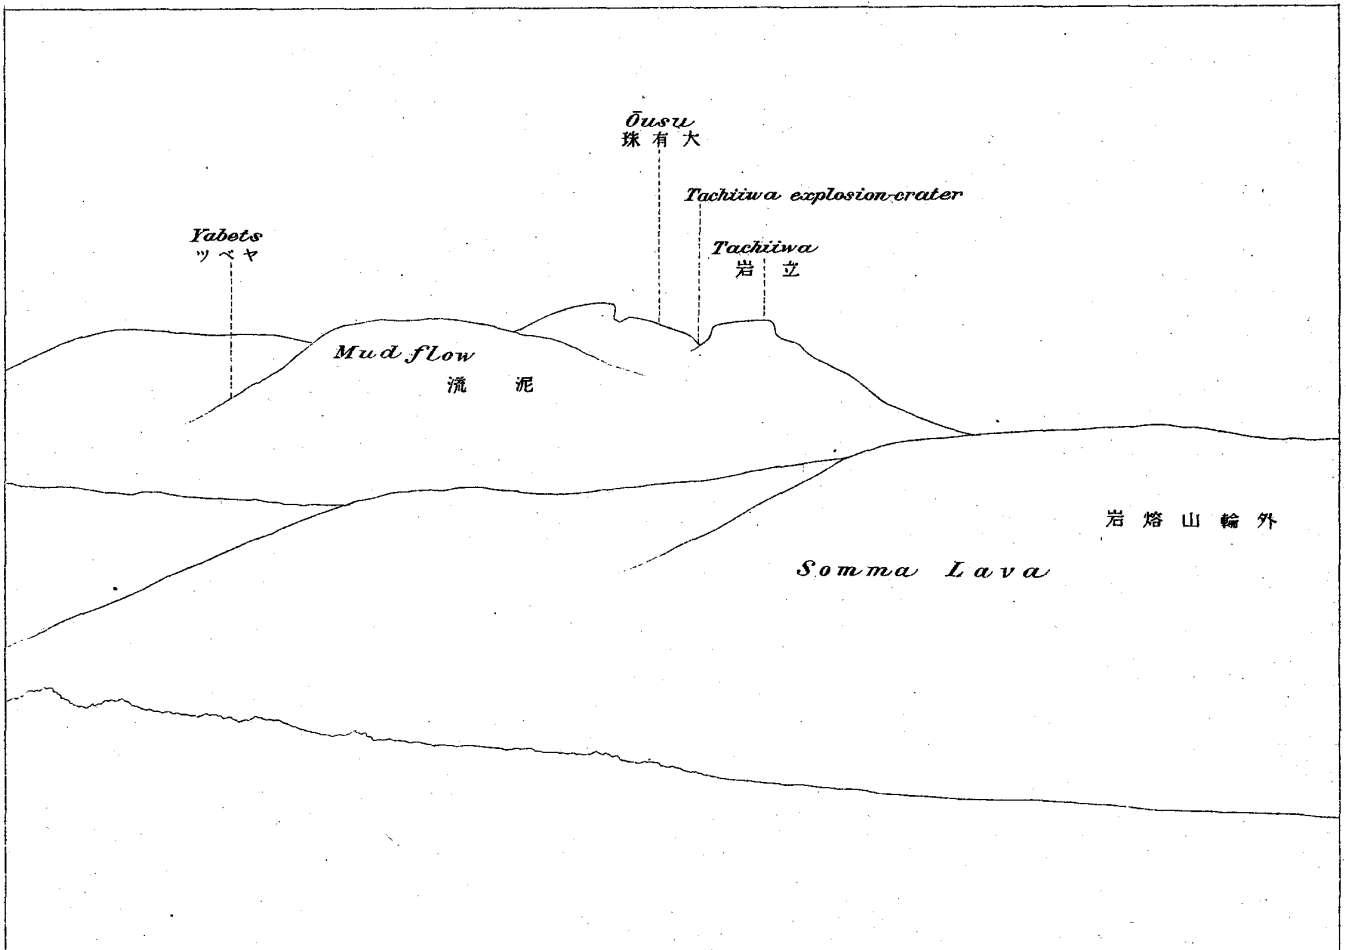 Ōusu
大有珠
Tachiiwa explosion-crater
Yabets
ヤベツ
Tachiiwa
立岩
Mud flow
泥流
外輪山熔岩
Somma Lava